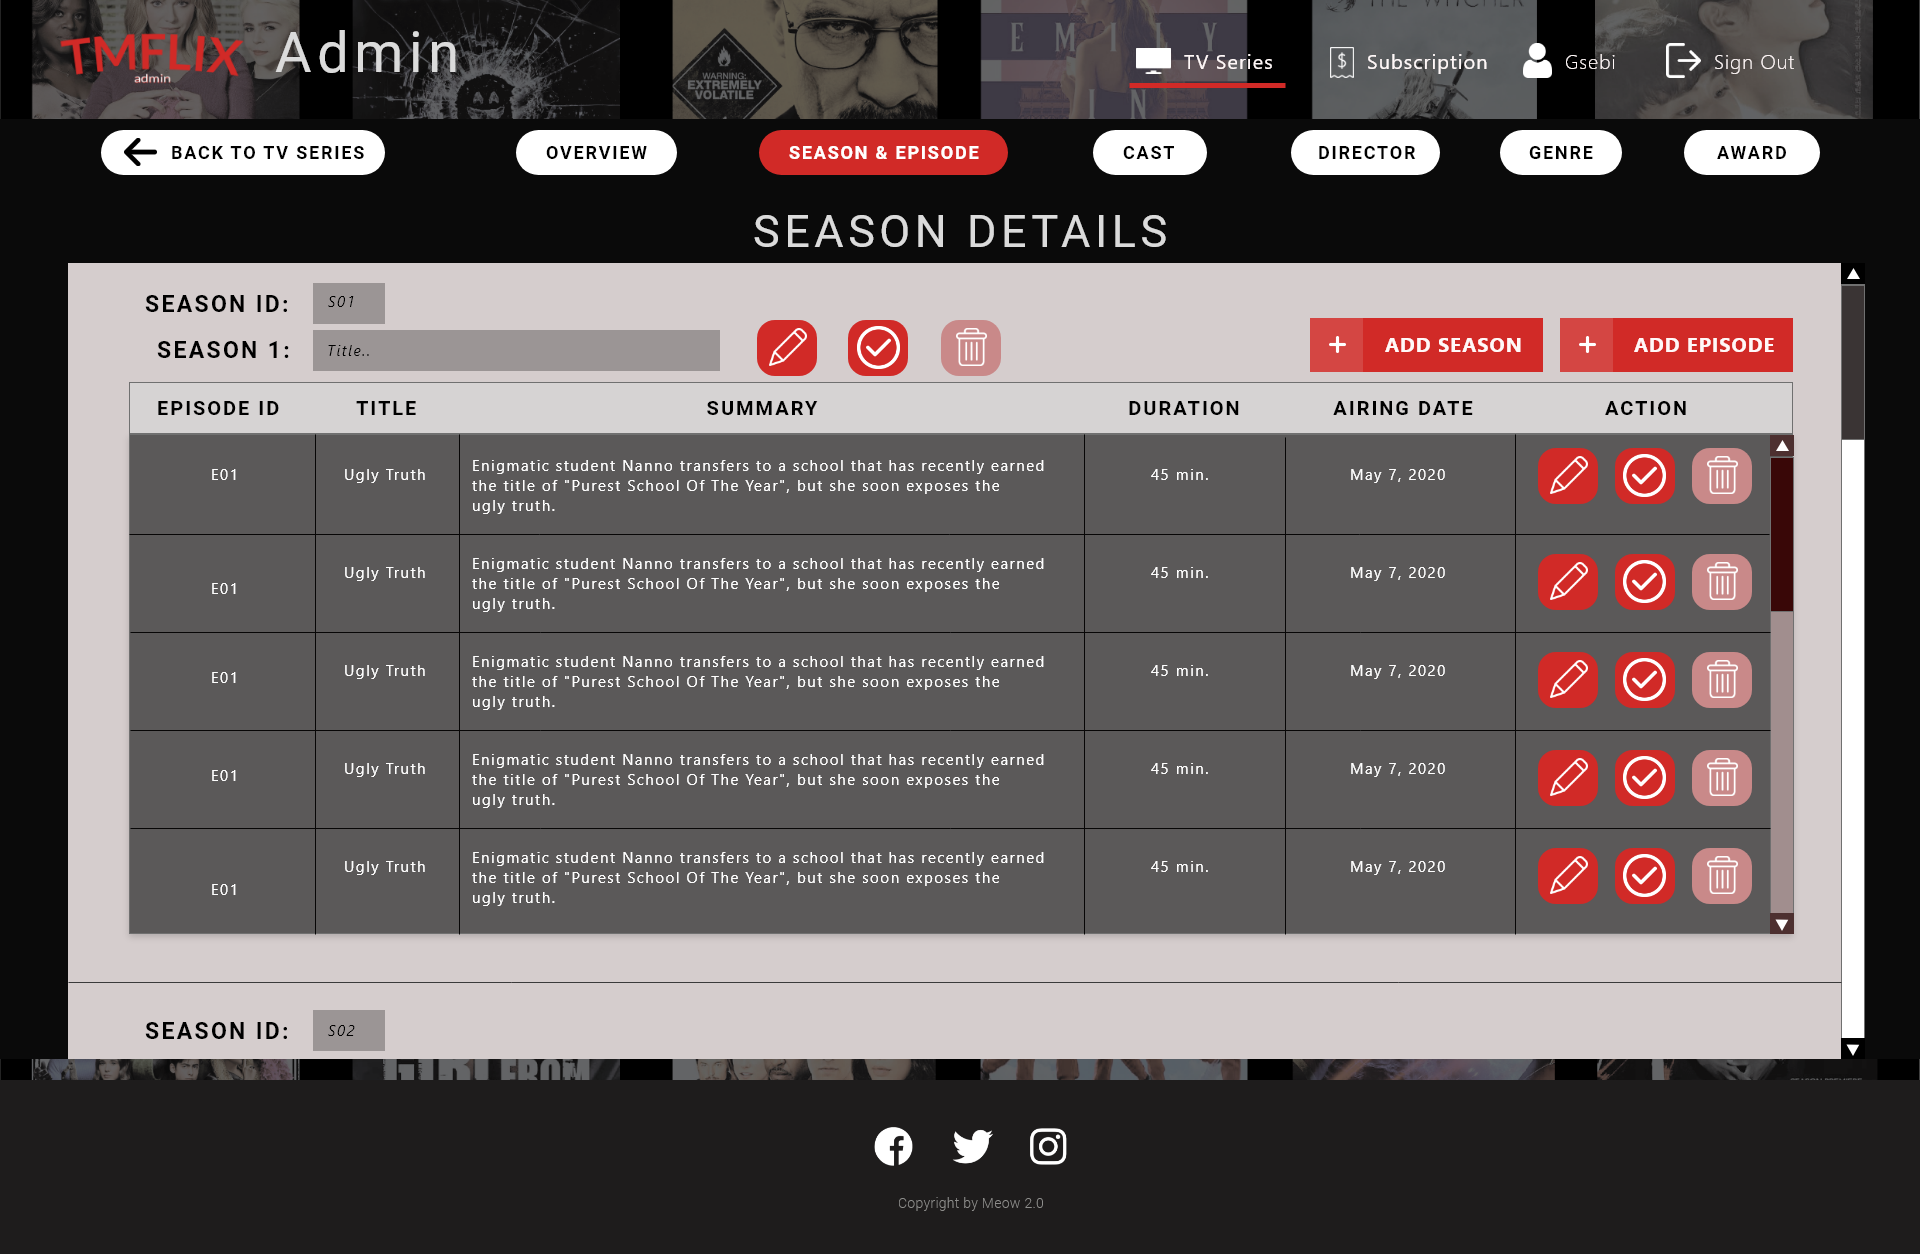 TMFLIX
admin
Admin
WARNING:
EXTREMELY
VOLATILE
EMILY
IN
THE WITCHER
TV Series
$
Subscription
Gsebi
Sign Out
BACK TO TV SERIES
OVERVIEW
SEASON & EPISODE
CAST
DIRECTOR
GENRE
AWARD
SEASON DETAILS
SEASON ID:
S01
SEASON 1:
Title..
+ ADD SEASON
+ ADD EPISODE
EPISODE ID
TITLE
SUMMARY
DURATION
AIRING DATE
ACTION
E01
Ugly Truth
Enigmatic student Nanno transfers to a school that has recently earned
the title of "Purest School Of The Year", but she soon exposes the
ugly truth.
45 min.
May 7, 2020
E01
Ugly Truth
Enigmatic student Nanno transfers to a school that has recently earned
the title of "Purest School Of The Year", but she soon exposes the
ugly truth.
45 min.
May 7, 2020
E01
Ugly Truth
Enigmatic student Nanno transfers to a school that has recently earned
the title of "Purest School Of The Year", but she soon exposes the
ugly truth.
45 min.
May 7, 2020
E01
Ugly Truth
Enigmatic student Nanno transfers to a school that has recently earned
the title of "Purest School Of The Year", but she soon exposes the
ugly truth.
45 min.
May 7, 2020
E01
Ugly Truth
Enigmatic student Nanno transfers to a school that has recently earned
the title of "Purest School Of The Year", but she soon exposes the
ugly truth.
45 min.
May 7, 2020
SEASON ID:
S02
GIRL FROM
Copyright by Meow 2.0